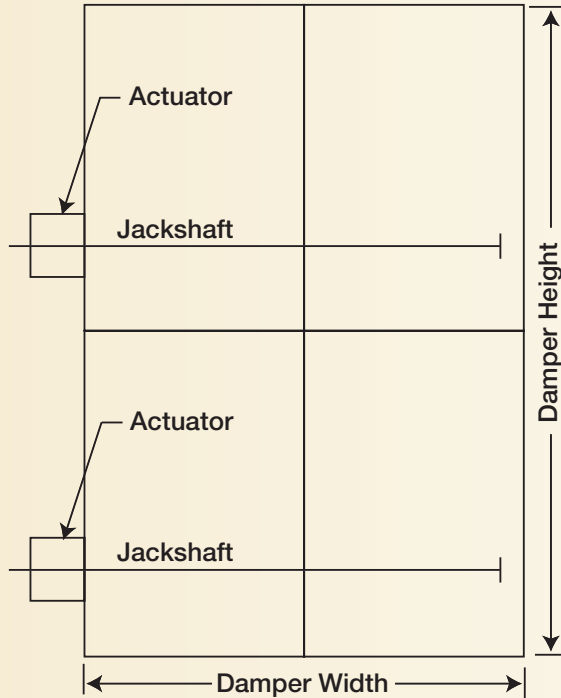 Actuator
Jackshaft
Damper Height
Actuator
Jackshaft
Damper Width